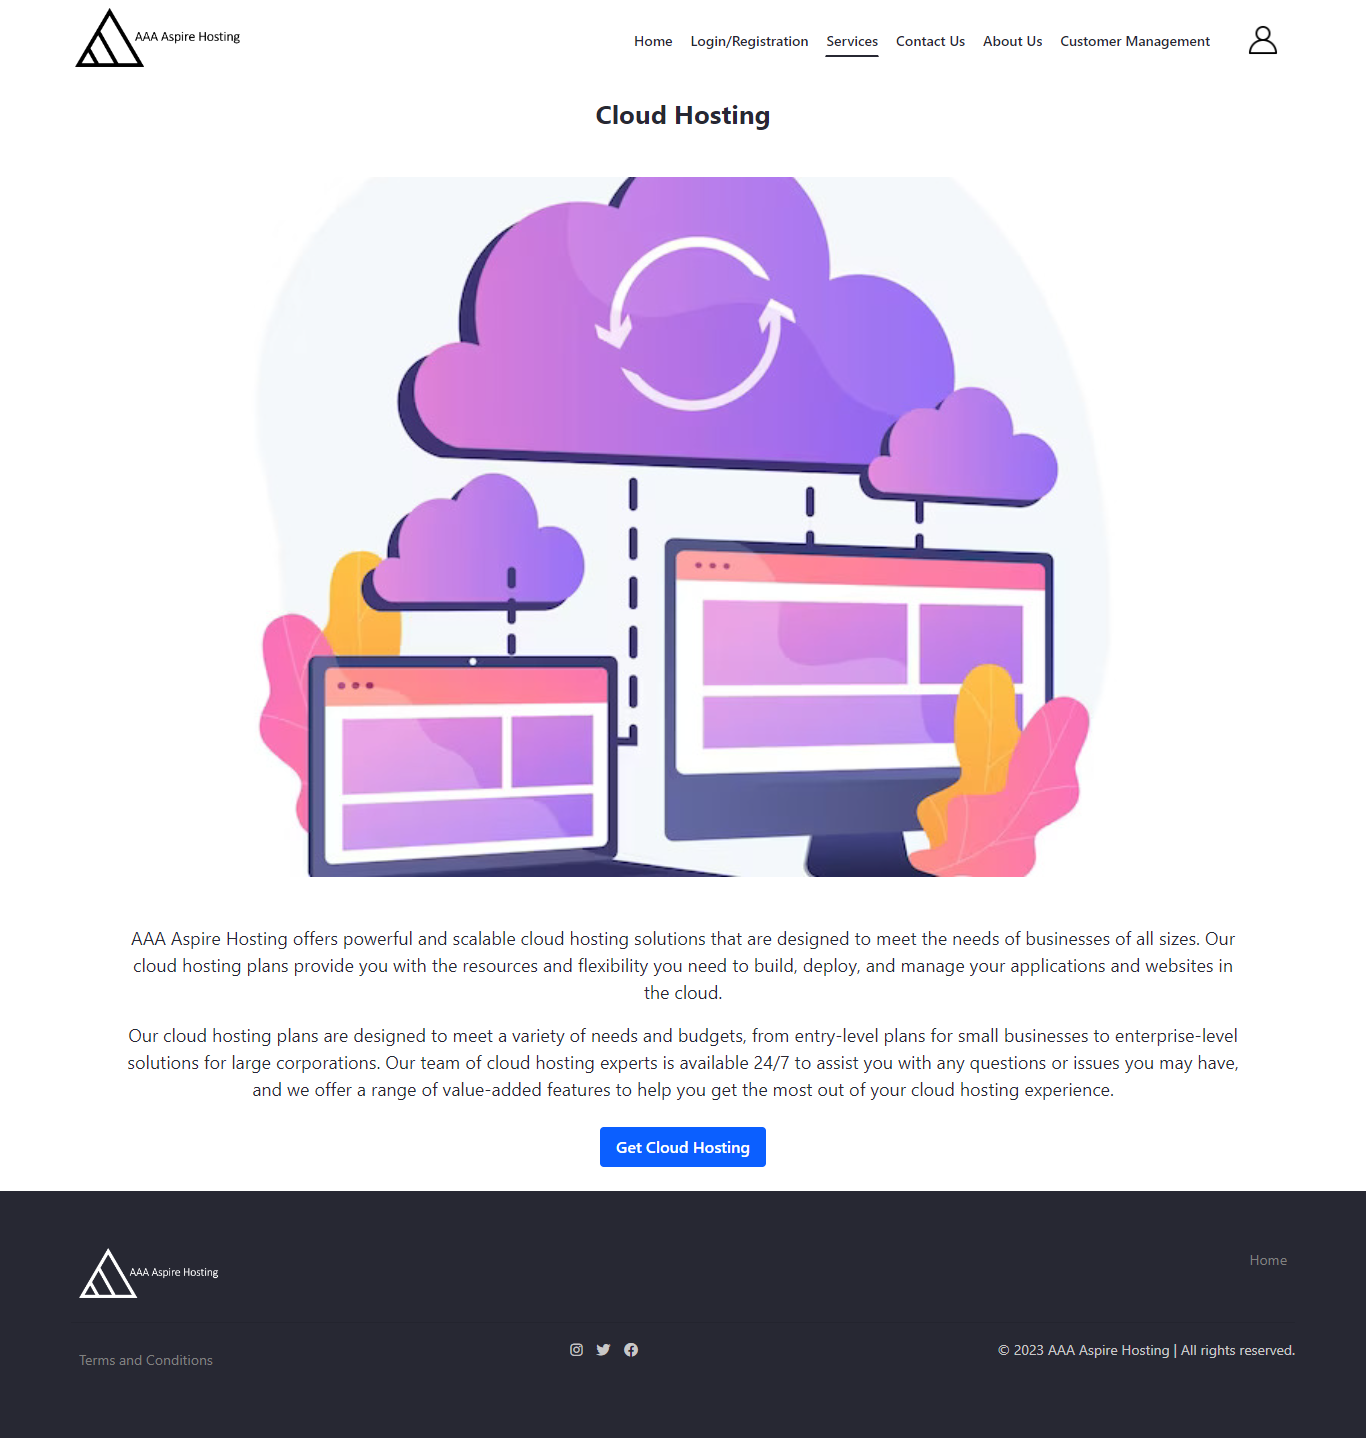 AAA Aspire Hosting
Home Login/Registration Services Contact Us About Us Customer Management
Cloud Hosting
AAA Aspire Hosting offers powerful and scalable cloud hosting solutions that are designed to meet the needs of businesses of all sizes. Our
cloud hosting plans provide you with the resources and flexibility you need to build, deploy, and manage your applications and websites in
the cloud.
Our cloud hosting plans are designed to meet a variety of needs and budgets, from entry-level plans for small businesses to enterprise-level
solutions for large corporations. Our team of cloud hosting experts is available 24/7 to assist you with any questions or issues you may have,
and we offer a range of value-added features to help you get the most out of your cloud hosting experience.
Get Cloud Hosting
AAA Aspire Hosting
Home
Terms and Conditions
© 2023 AAA Aspire Hosting | All rights reserved.